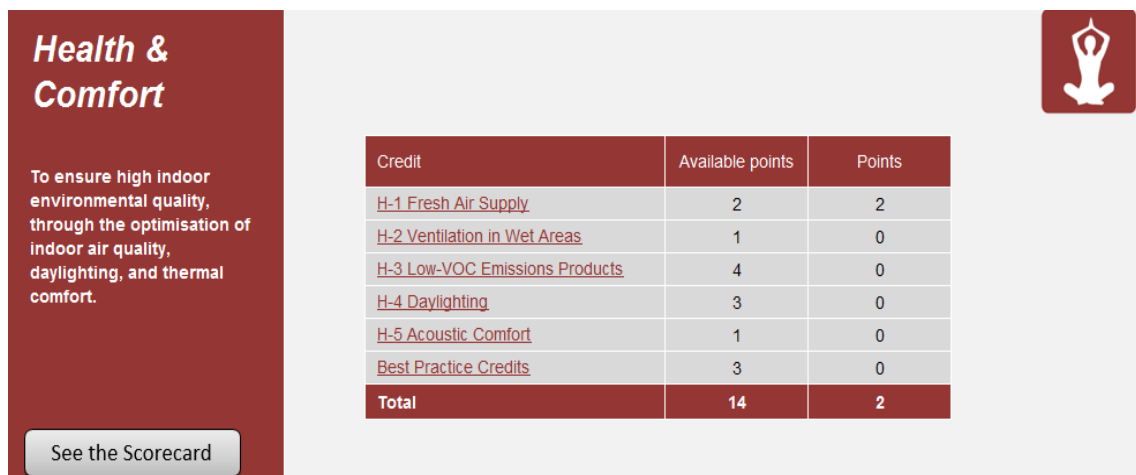 Health &
Comfort
To ensure high indoor
environmental quality,
through the optimisation of
indoor air quality,
daylighting, and thermal
comfort.
See the Scorecard
Credit Available points Points
H-1 Fresh Air Supply 2 2
H-2 Ventilation in Wet Areas 1 0
H-3 Low-VOC Emissions Products 4 0
H-4 Daylighting 3 0
H-5 Acoustic Comfort 1 0
Best Practice Credits 3 0
Total 14 2